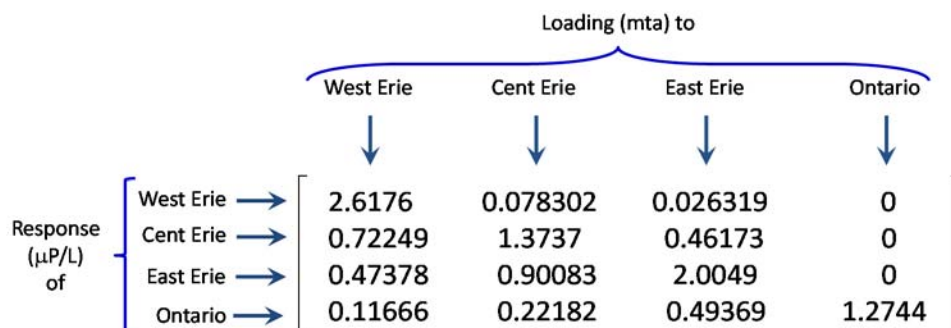 Loading (mta) to
West Erie Cent Erie East Erie Ontario
West Erie 2.6176 0.078302 0.026319 0
Response Cent Erie 0.72249 1.3737 0.46173 0
(μP/L)
of East Erie 0.47378 0.90083 2.0049 0
Ontario 0.11666 0.22182 0.49369 1.2744